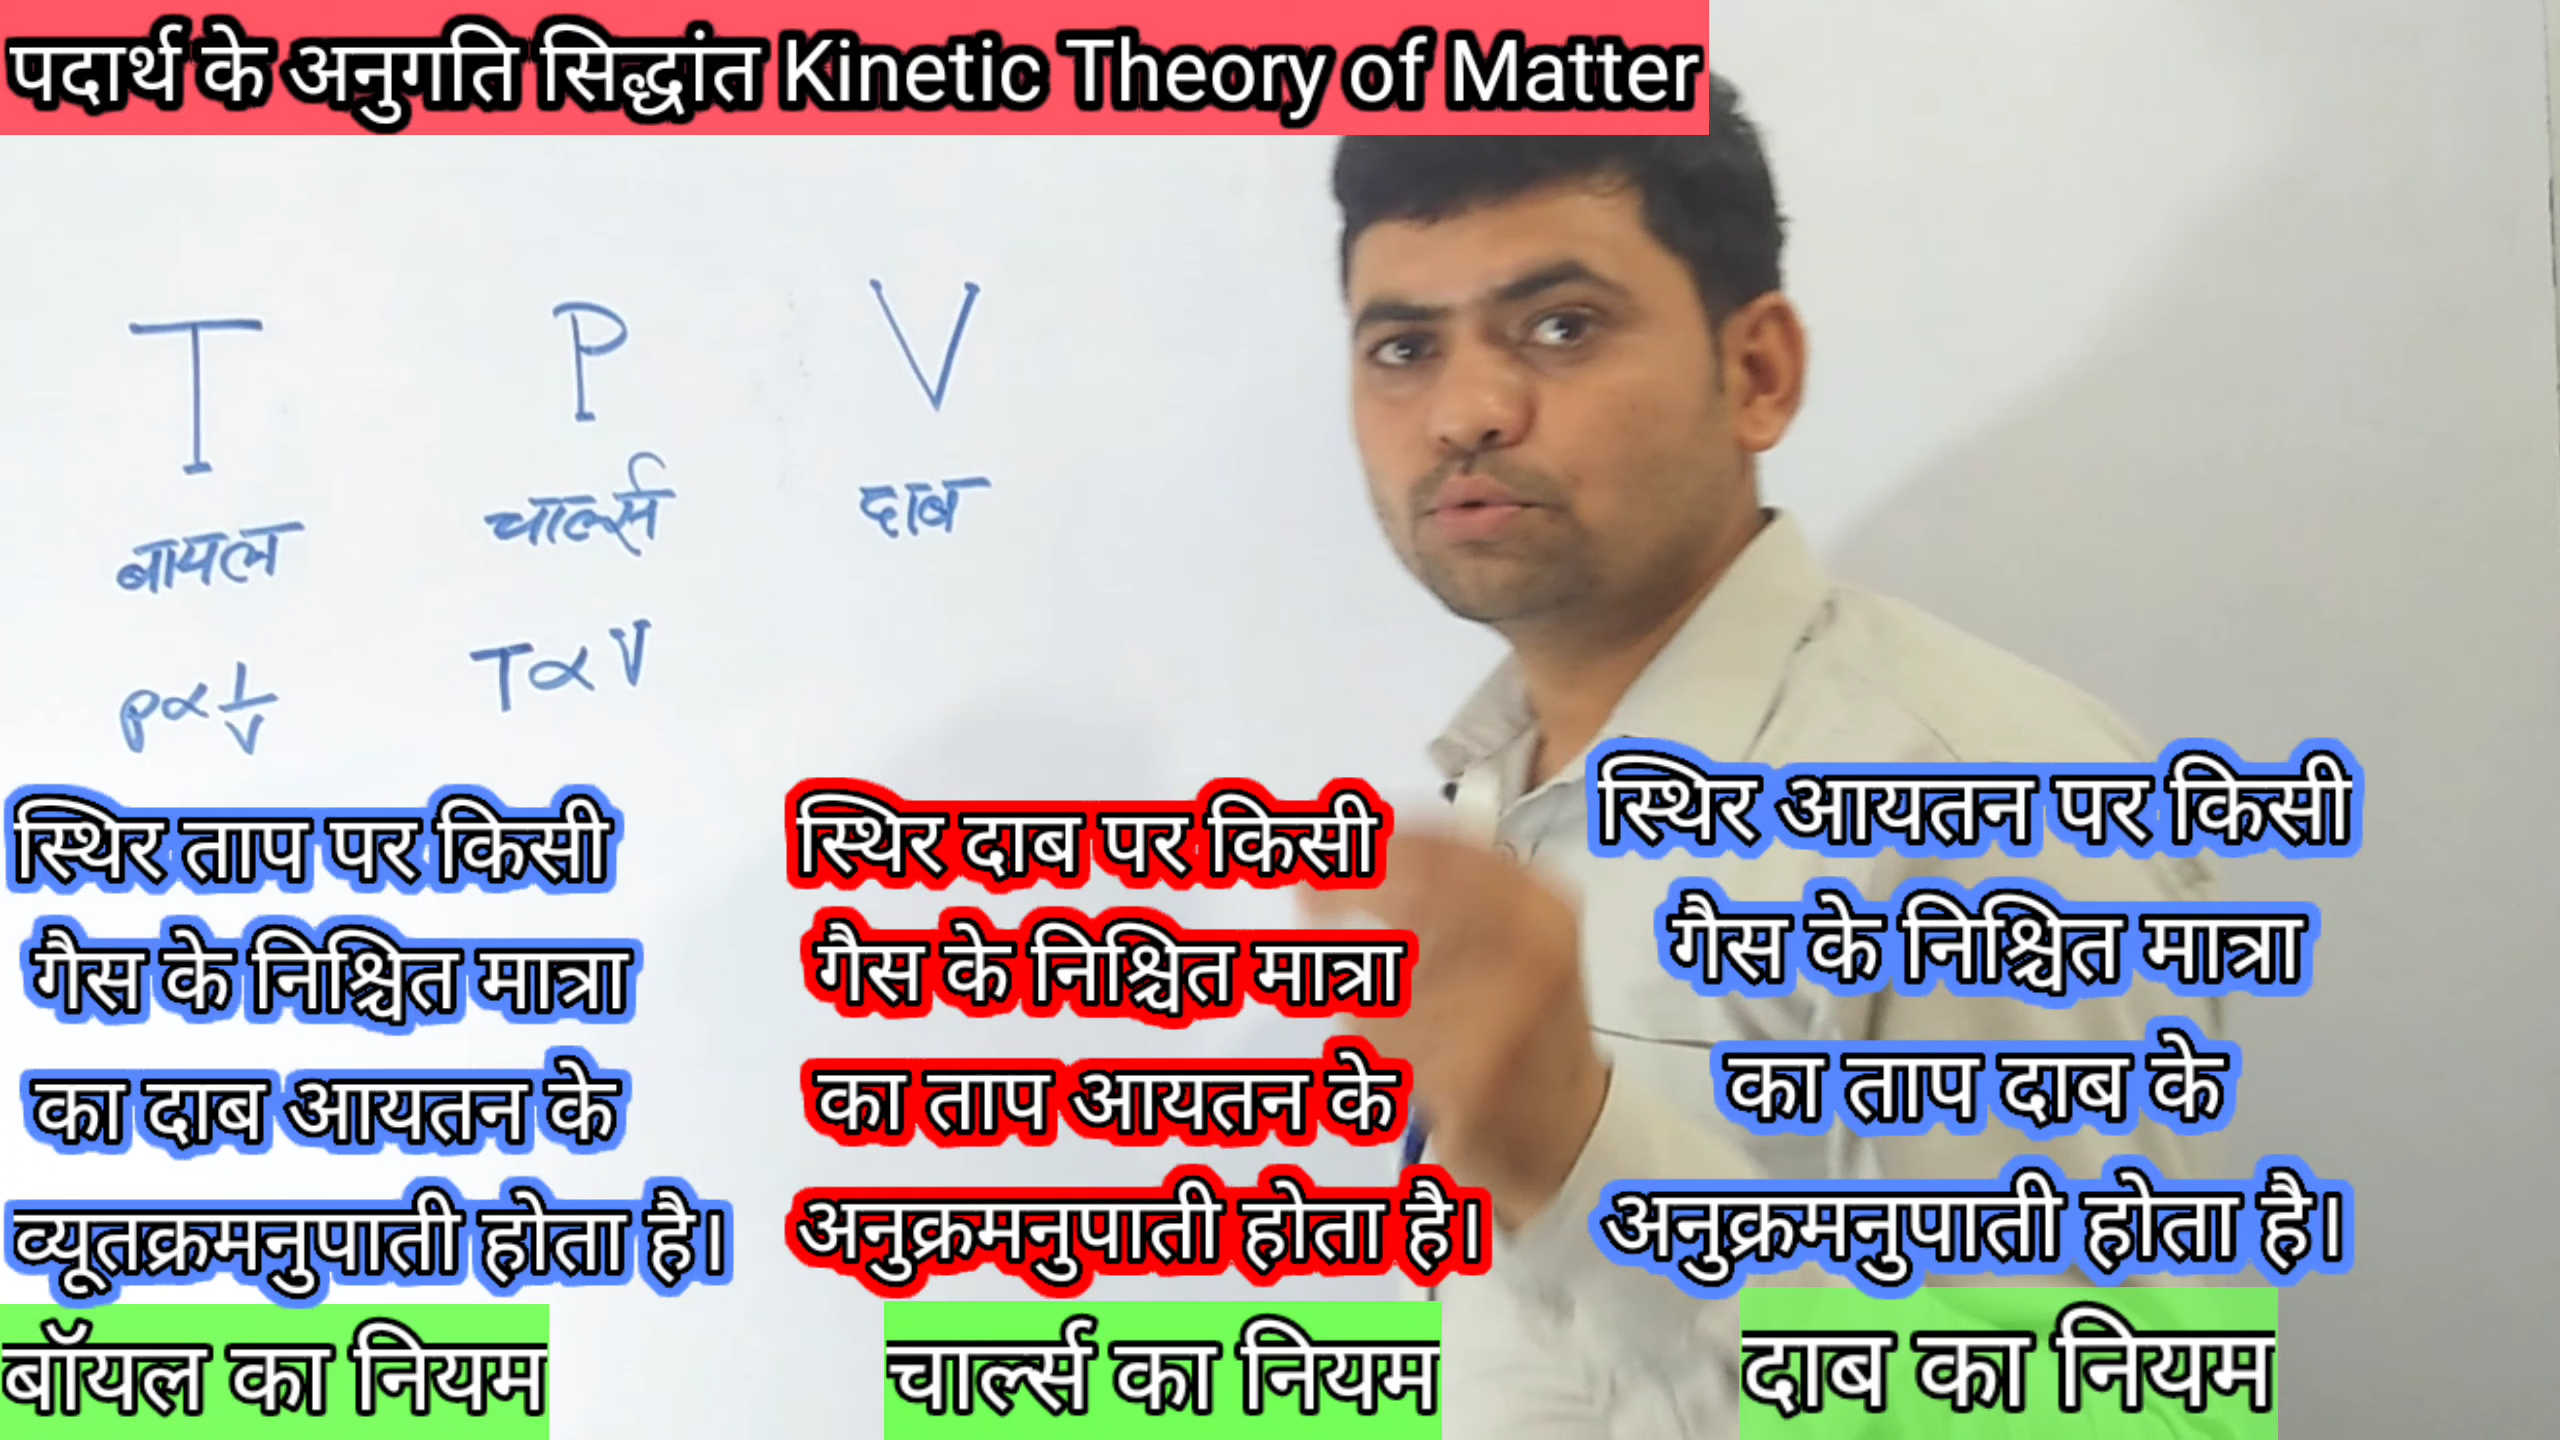 पदार्थ के अनुगति सिद्धांत Kinetic Theory of Matter
T P V
बायल चार्ल्स दाब
P∝1/V T∝V
स्थिर ताप पर किसी
गैस के निश्चित मात्रा
का दाब आयतन के
व्यूतक्रमनुपाती होता है।
बॉयल का नियम
स्थिर दाब पर किसी
गैस के निश्चित मात्रा
का ताप आयतन के
अनुक्रमनुपाती होता है।
चार्ल्स का नियम
स्थिर आयतन पर किसी
गैस के निश्चित मात्रा
का ताप दाब के
अनुक्रमनुपाती होता है।
दाब का नियम